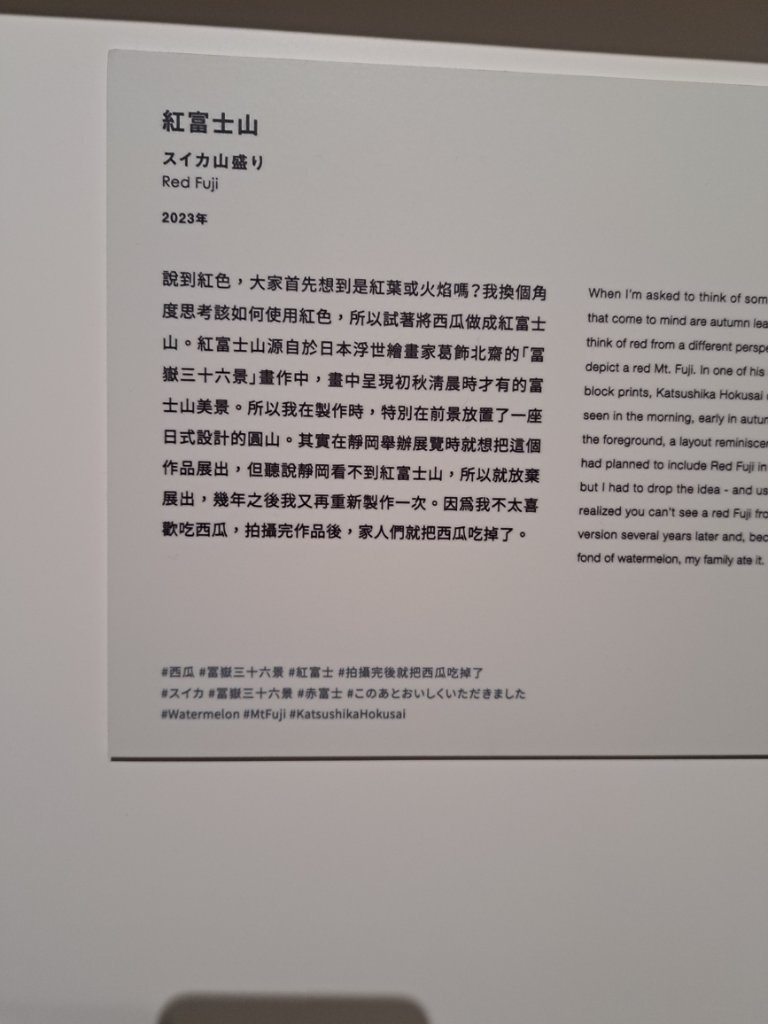 紅富士山
スイカ山盛り
Red Fuji
2023年
說到紅色，大家首先想到是紅葉或火焰嗎？我換個角
度思考該如何使用紅色，所以試著將西瓜做成紅富士
山。紅富士山源自於日本浮世繪畫家葛飾北齋的「冨
嶽三十六景」畫作中，畫中呈現初秋清晨時才有的富
士山美景。所以我在製作時，特別在前景放置了一座
日式設計的圓山。其實在靜岡舉辦展覽時就想把這個
作品展出，但聽說靜岡看不到紅富士山，所以就放棄
展出，幾年之後我又再重新製作一次。因為我不太喜
歡吃西瓜，拍攝完作品後，家人們就把西瓜吃掉了。
#西瓜 #冨嶽三十六景 #紅富士 #拍攝完後就把西瓜吃掉了
#スイカ #冨嶽三十六景 #赤富士 #このあとおいしくいただきました
#Watermelon #MtFuji #KatsushikaHokusai
When I'm asked to think of som
that come to mind are autumn lea
think of red from a different perspe
depict a red Mt. Fuji. In one of his
block prints, Katsushika Hokusai
seen in the morning, early in autu
the foreground, a layout reminisce
had planned to include Red Fuji in
but I had to drop the idea - and us
realized you can't see a red Fuji fro
version several years later and, bec
fond of watermelon, my family ate it.